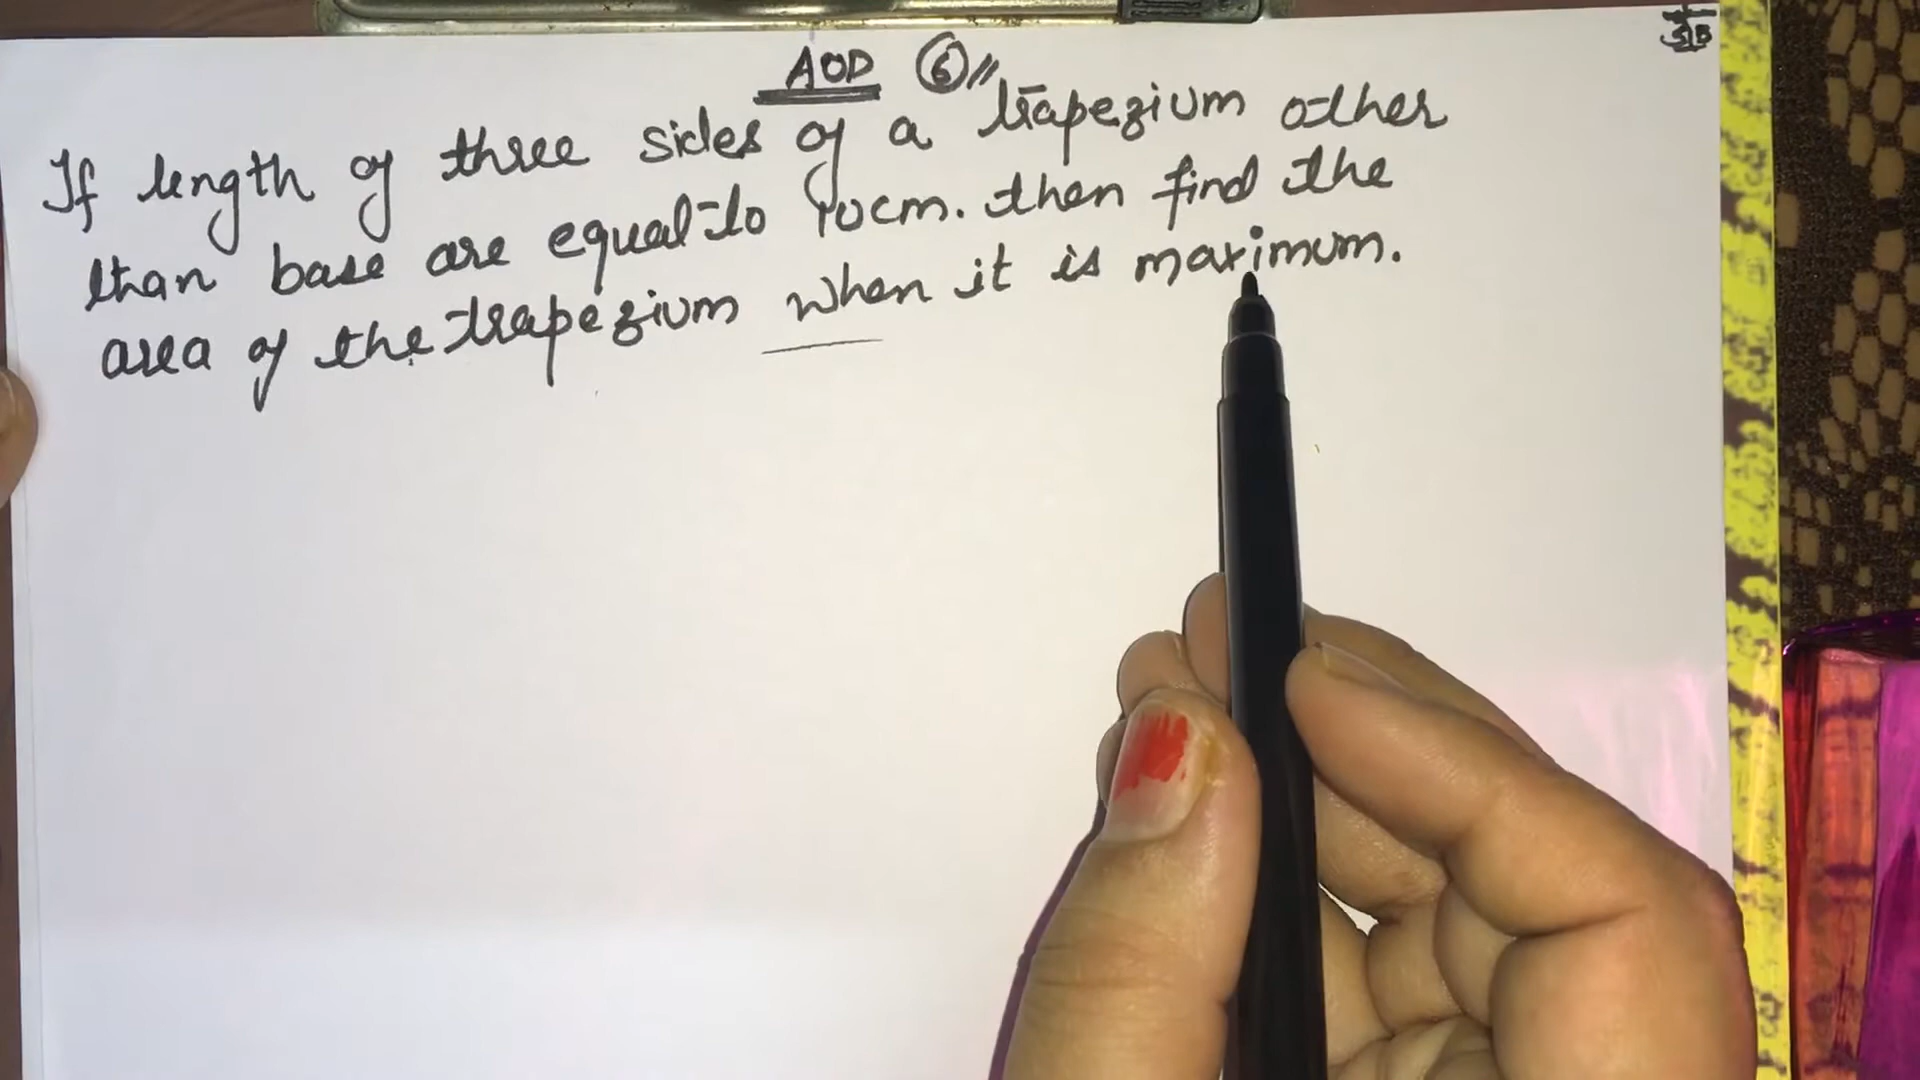 AOD 6
If length of three sides of a trapezium other
than base are equal to 10cm. then find the
area of the trapezium when it is maximum.